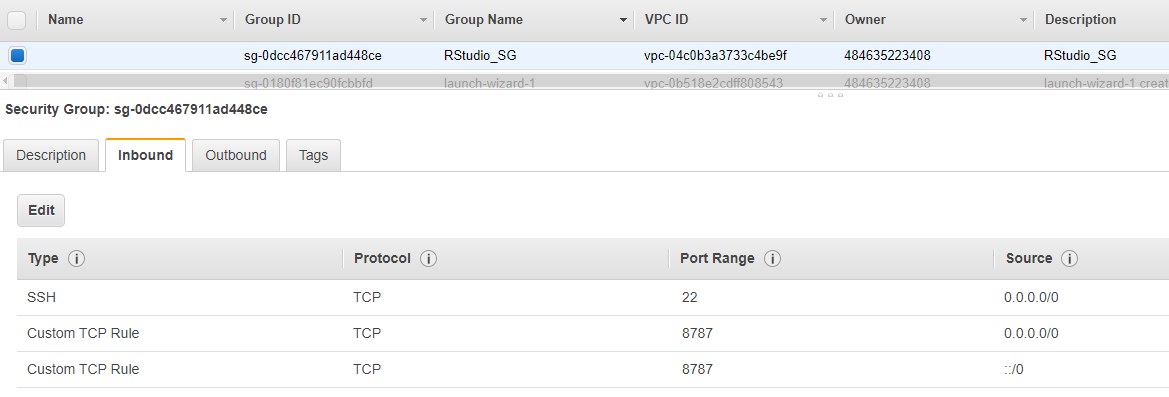 Name Group ID Group Name VPC ID Owner Description
sg-0dcc467911ad448ce RStudio_SG vpc-04c0b3a3733c4be9f 484635223408 RStudio_SG
sg-0180f81ec90fcbbfd launch-wizard-1 vpc-0b518e2cdff808543 484635223408 launch-wizard-1 creat
Security Group: sg-0dcc467911ad448ce
Description Inbound Outbound Tags
Edit
Type i Protocol i Port Range i Source i
SSH TCP 22 0.0.0.0/0
Custom TCP Rule TCP 8787 0.0.0.0/0
Custom TCP Rule TCP 8787 ::/0